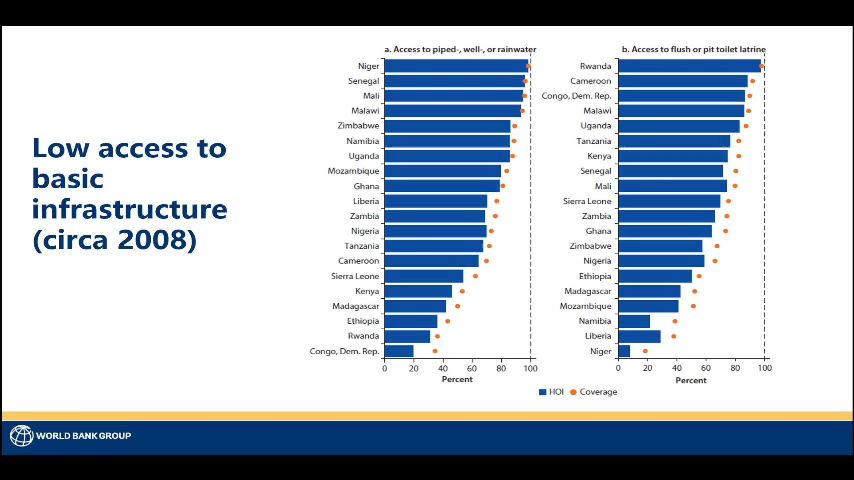 Low access to
basic
infrastructure
(circa 2008)
a. Access to piped-, well-, or rainwater
Niger
Senegal
Mali
Malawi
Zimbabwe
Namibia
Uganda
Mozambique
Ghana
Liberia
Zambia
Nigeria
Tanzania
Cameroon
Sierra Leone
Kenya
Madagascar
Ethiopia
Rwanda
Congo, Dem. Rep.
0 20 40 60 80 100
Percent
b. Access to flush or pit toilet latrine
Rwanda
Cameroon
Congo, Dem. Rep.
Malawi
Uganda
Tanzania
Kenya
Senegal
Mali
Sierra Leone
Zambia
Ghana
Zimbabwe
Nigeria
Ethiopia
Madagascar
Mozambique
Namibia
Liberia
Niger
0 20 40 60 80 100
Percent
HOI Coverage
WORLD BANK GROUP